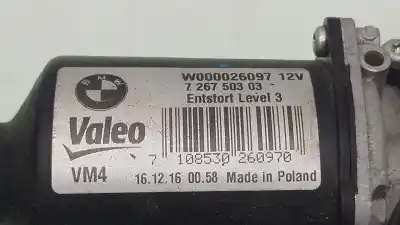 BMW
W000026097 12V
7 267 503 03
Entstort Level 3
Valeo
7 108530 260970
VM4 16.12.16 00.58 Made in Poland